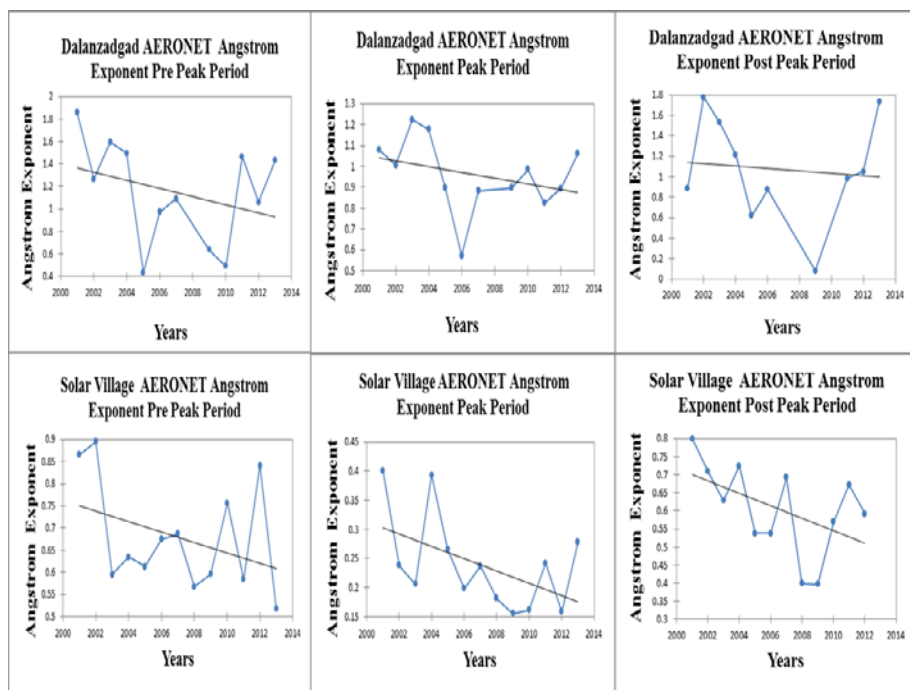 Dalanzadgad AERONET Angstrom
Exponent Pre Peak Period
Angstrom Exponent
2
1.8
1.6
1.4
1.2
1
0.8
0.6
0.4
2000 2002 2004 2006 2008 2010 2012 2014
Years
Dalanzadgad AERONET Angstrom
Exponent Peak Period
Angstrom Exponent
1.3
1.2
1.1
1
0.9
0.8
0.7
0.6
0.5
2000 2002 2004 2006 2008 2010 2012 2014
Years
Dalanzadgad AERONET Angstrom
Exponent Post Peak Period
Angstrom Exponent
1.8
1.6
1.4
1.2
1
0.8
0.6
0.4
0.2
0
2000 2002 2004 2006 2008 2010 2012 2014
Years
Solar Village AERONET Angstrom
Exponent Pre Peak Period
Angstrom Exponent
0.9
0.85
0.8
0.75
0.7
0.65
0.6
0.55
0.5
2000 2002 2004 2006 2008 2010 2012 2014
Years
Solar Village AERONET Angstrom
Exponent Peak Period
Angstrom Exponent
0.45
0.4
0.35
0.3
0.25
0.2
0.15
2000 2002 2004 2006 2008 2010 2012 2014
Years
Solar Village AERONET Angstrom
Exponent Post Peak Period
Angstrom Exponent
0.8
0.75
0.7
0.65
0.6
0.55
0.5
0.45
0.4
0.35
0.3
2000 2002 2004 2006 2008 2010 2012 2014
Years